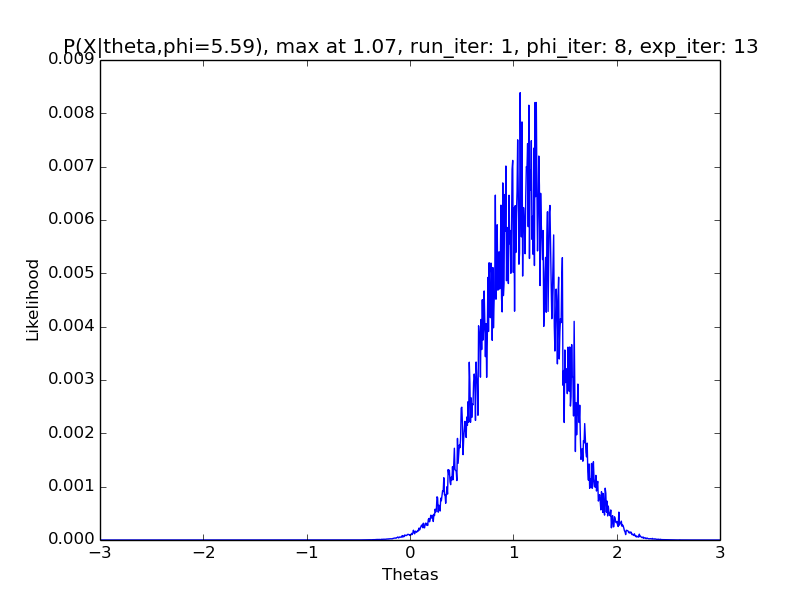 P(X|theta,phi=5.59), max at 1.07, run_iter: 1, phi_iter: 8, exp_iter: 13
0.009
0.008
0.007
0.006
0.005
0.004
0.003
0.002
0.001
0.000
Likelihood
−3 −2 −1 0 1 2 3
Thetas